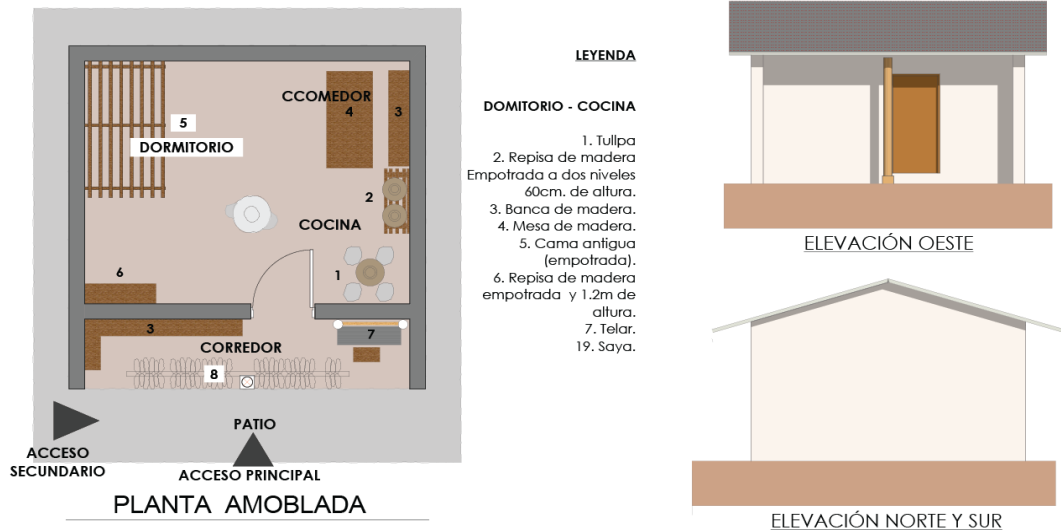 CCOMEDOR
4
3
5
DORMITORIO
2
COCINA
6
1
3
7
CORREDOR
8
PATIO
ACCESO
SECUNDARIO
ACCESO PRINCIPAL
PLANTA AMOBLADA
LEYENDA
DOMITORIO - COCINA
1. Tullpa
2. Repisa de madera
Empotrada a dos niveles
60cm. de altura.
3. Banca de madera.
4. Mesa de madera.
5. Cama antigua
(empotrada).
6. Repisa de madera
empotrada y 1.2m de
altura.
7. Telar.
19. Saya.
ELEVACIÓN OESTE
ELEVACIÓN NORTE Y SUR